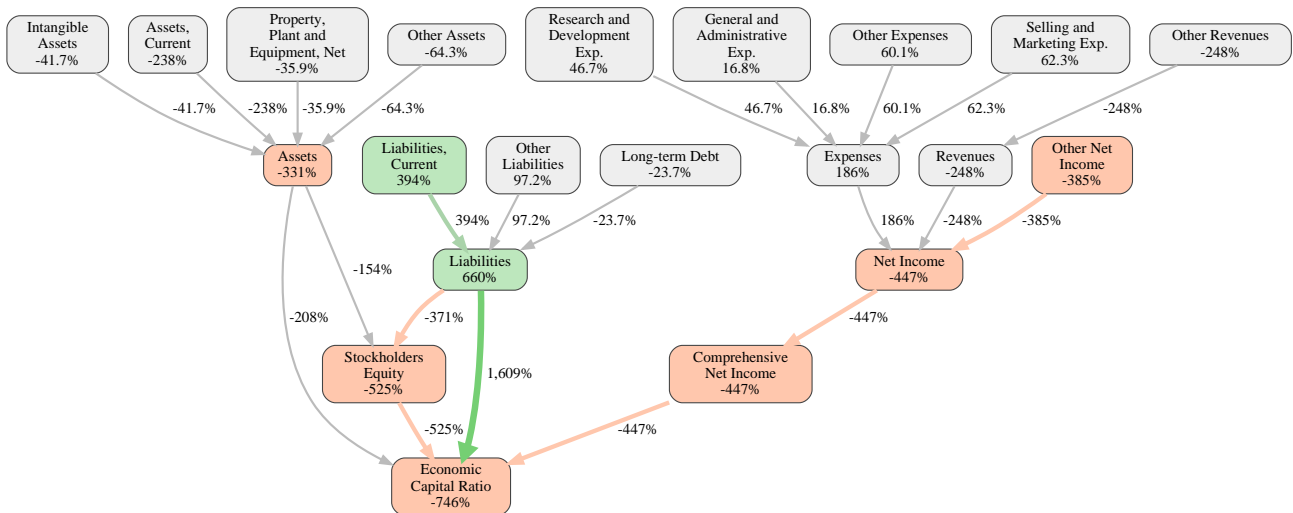 Intangible
Assets
-41.7%
Assets,
Current
-238%
Property,
Plant and
Equipment, Net
-35.9%
Other Assets
-64.3%
Research and
Development
Exp.
46.7%
General and
Administrative
Exp.
16.8%
Other Expenses
60.1%
Selling and
Marketing Exp.
62.3%
Other Revenues
-248%
-41.7%
-238%
-35.9%
-64.3%
46.7%
16.8%
60.1%
62.3%
-248%
Assets
-331%
Liabilities,
Current
394%
Other
Liabilities
97.2%
Long-term Debt
-23.7%
Expenses
186%
Revenues
-248%
Other Net
Income
-385%
394%
97.2%
-23.7%
186%
-248%
-385%
Liabilities
660%
Net Income
-447%
-154%
-208%
-371%
-447%
Stockholders
Equity
-525%
1,609%
Comprehensive
Net Income
-447%
-525%
-447%
Economic
Capital Ratio
-746%